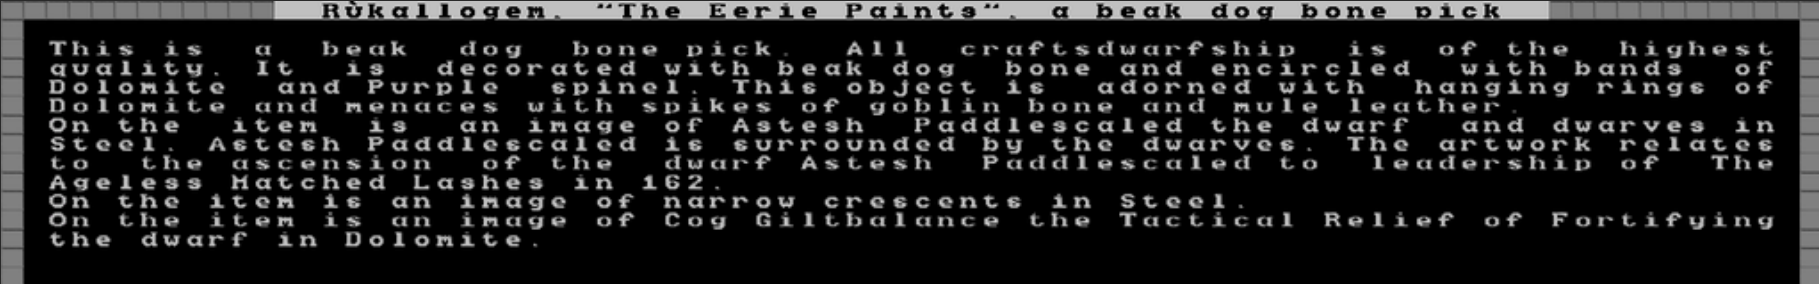 Rùkallogem, "The Eerie Paints", a beak dog bone pick
This is a beak dog bone pick. All craftsdwarfship is of the highest
quality. It is decorated with beak dog bone and encircled with bands of
Dolomite and Purple spinel. This object is adorned with hanging rings of
Dolomite and menaces with spikes of goblin bone and mule leather.
On the item is an image of Astesh Paddlescaled the dwarf and dwarves in
Steel. Astesh Paddlescaled is surrounded by the dwarves. The artwork relates
to the ascension of the dwarf Astesh Paddlescaled to leadership of The
Ageless Matched Lashes in 162.
On the item is an image of narrow crescents in Steel.
On the item is an image of Cog Giltbalance the Tactical Relief of Fortifying
the dwarf in Dolomite.